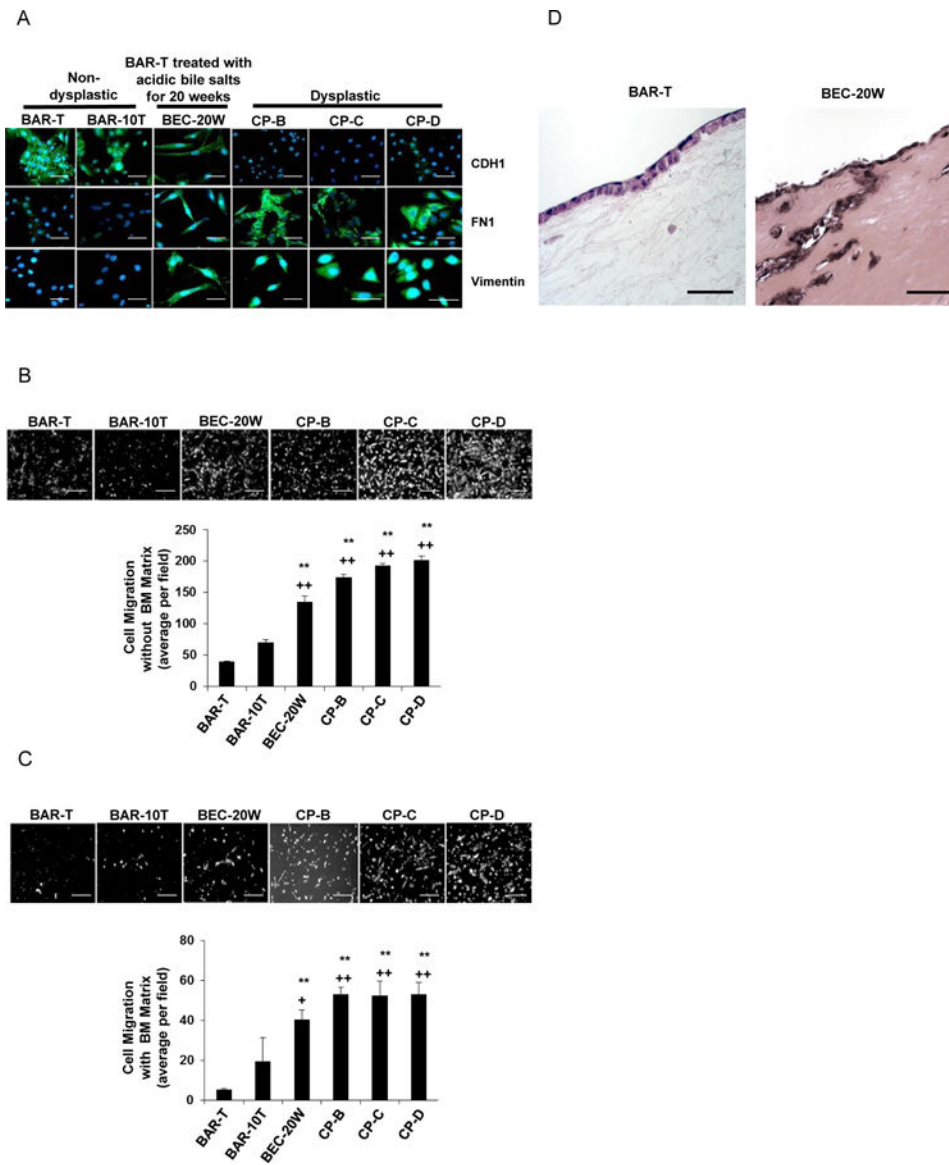 A
Non-
dysplastic
BAR-T treated with
acidic bile salts
for 20 weeks
Dysplastic
BAR-T BAR-10T BEC-20W CP-B CP-C CP-D
CDH1
FN1
Vimentin
D
BAR-T BEC-20W
B
BAR-T BAR-10T BEC-20W CP-B CP-C CP-D
Cell Migration
without BM Matrix
(average per field)
250
200
150
100
50
0
** ** ** **
++ ++ ++ ++
BAR-T BAR-10T BEC-20W CP-B CP-C CP-D
C
BAR-T BAR-10T BEC-20W CP-B CP-C CP-D
Cell Migration
with BM Matrix
(average per field)
80
60
40
20
0
** ** ** **
+ ++ ++ ++
BAR-T BAR-10T BEC-20W CP-B CP-C CP-D